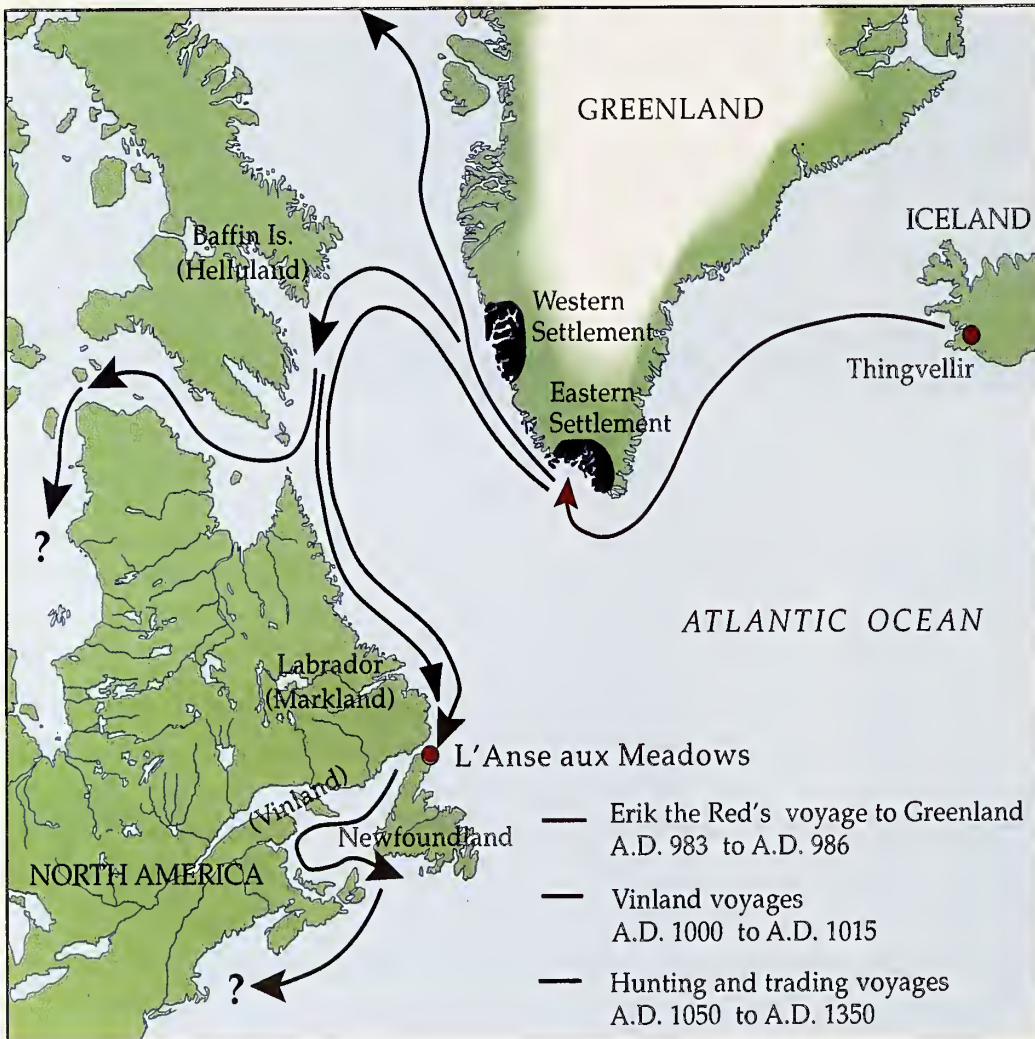 GREENLAND
ICELAND
Baffin Is.
(Helluland)
Western
Settlement
Thingvellir
Eastern
Settlement
?
ATLANTIC OCEAN
Labrador
(Markland)
L'Anse aux Meadows
(Vinland)
Newfoundland
NORTH AMERICA
?
Erik the Red's voyage to Greenland
A.D. 983 to A.D. 986
Vinland voyages
A.D. 1000 to A.D. 1015
Hunting and trading voyages
A.D. 1050 to A.D. 1350